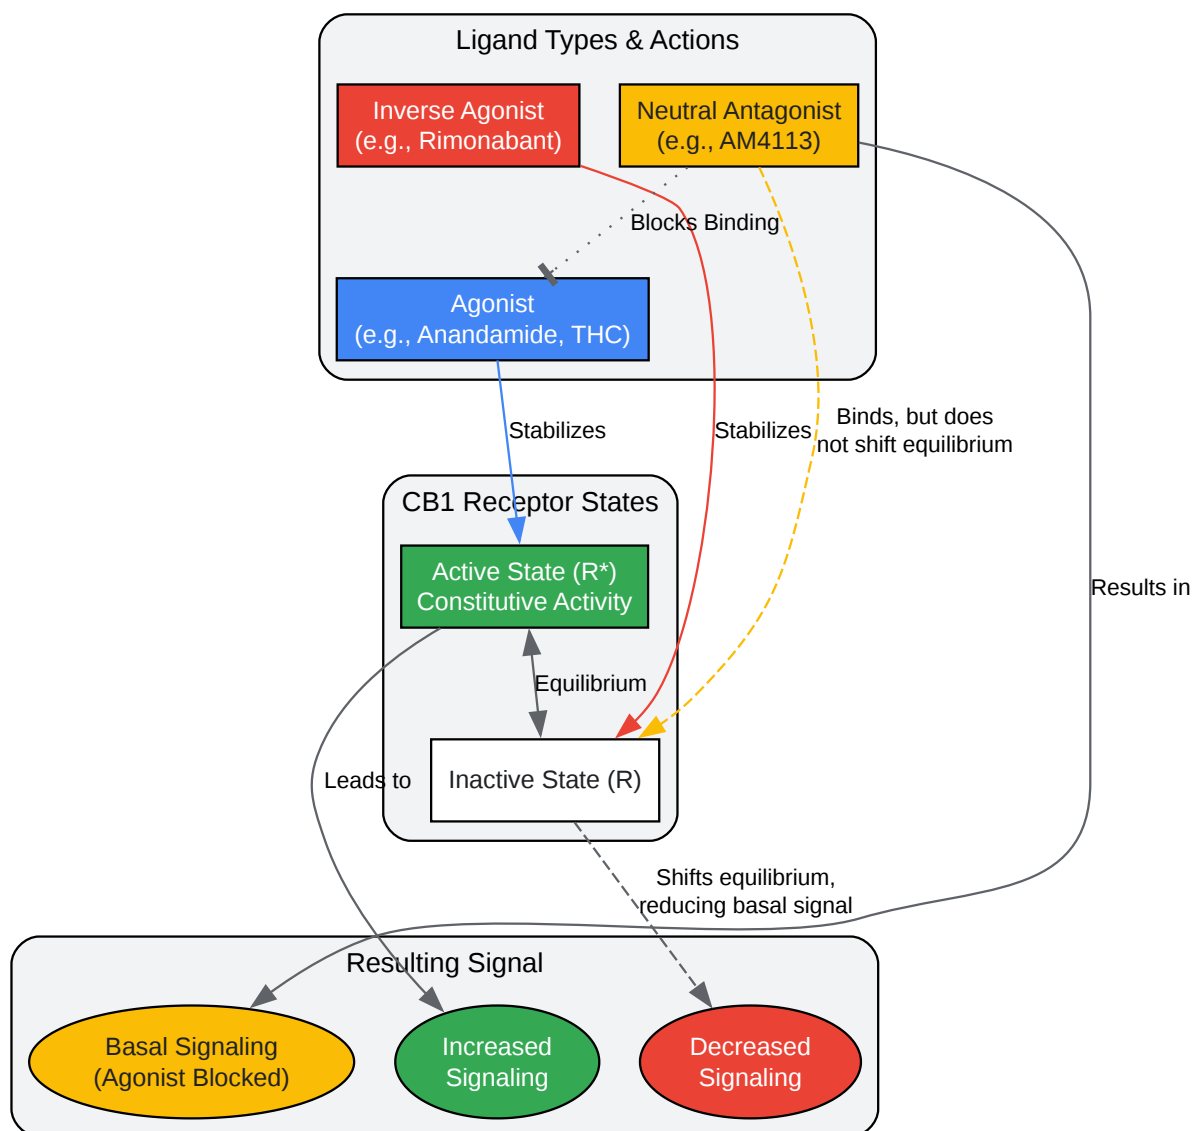 Ligand Types & Actions
Inverse Agonist
(e.g., Rimonabant)
Neutral Antagonist
(e.g., AM4113)
Blocks Binding
Agonist
(e.g., Anandamide, THC)
Stabilizes
Stabilizes
Binds, but does
not shift equilibrium
CB1 Receptor States
Active State (R*)
Constitutive Activity
Results in
Equilibrium
Inactive State (R)
Leads to
Shifts equilibrium,
reducing basal signal
Resulting Signal
Basal Signaling
(Agonist Blocked)
Increased
Signaling
Decreased
Signaling